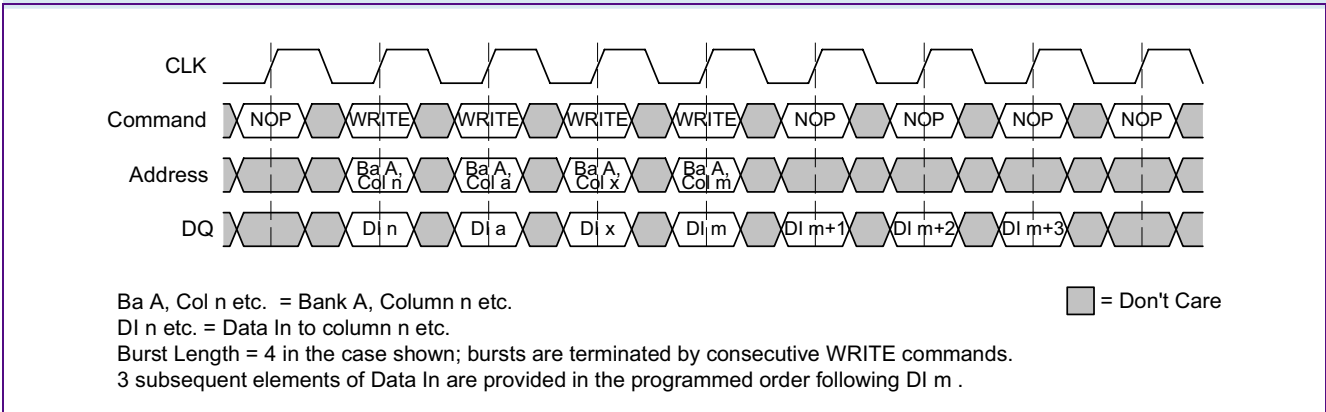 CLK
Command NOP WRITE WRITE WRITE WRITE NOP NOP NOP NOP
Address Ba A, Col n Ba A, Col a Ba A, Col x Ba A, Col m
DQ DI n DI a DI x DI m DI m+1 DI m+2 DI m+3
Ba A, Col n etc. = Bank A, Column n etc.
= Don't Care
DI n etc. = Data In to column n etc.
Burst Length = 4 in the case shown; bursts are terminated by consecutive WRITE commands.
3 subsequent elements of Data In are provided in the programmed order following DI m .